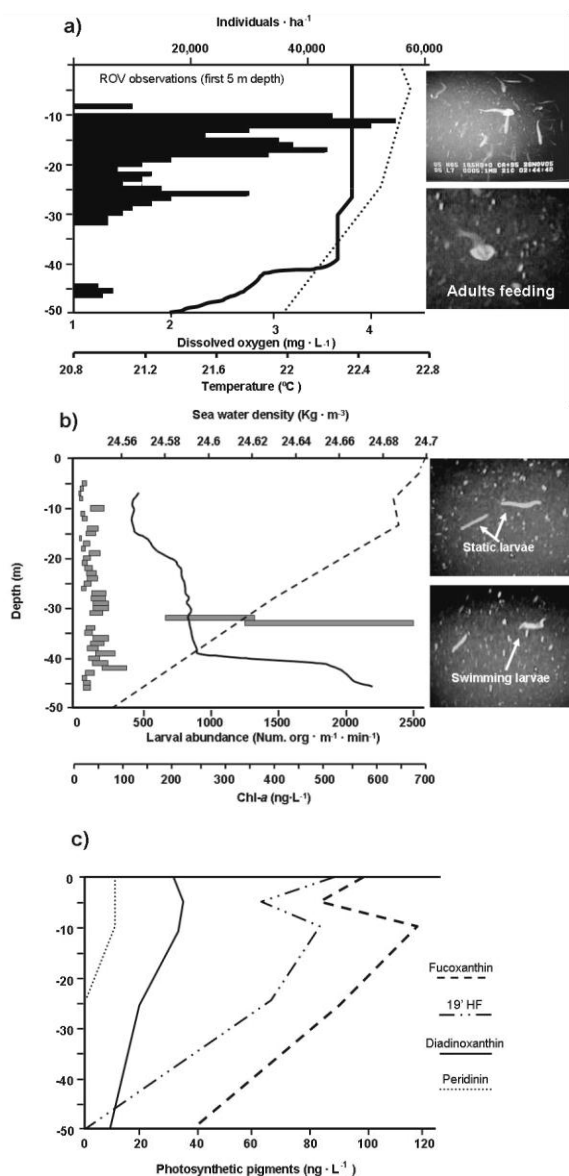 a)
Individuals · ha⁻¹
20,000 40,000 60,000
ROV observations (first 5 m depth)
-10
-20
-30
-40
-50
1 2 3 4
Dissolved oxygen (mg · L-1)
20.8 21.2 21.6 22 22.4 22.8
Temperature (ºC)
Adults feeding
b)
Sea water density (Kg · m⁻³)
24.56 24.58 24.6 24.62 24.64 24.66 24.68 24.7
0
-10
-20
-30
-40
-50
Depth (m)
500 1000 1500 2000 2500
Larval abundance (Num. org · m⁻¹ · min⁻¹)
0 100 200 300 400 500 600 700
Chl-a (ng·L⁻¹)
Static larvae
Swimming larvae
c)
0
-10
-20
-30
-40
-50
0 20 40 60 80 100 120
Photosynthetic pigments (ng · L⁻¹)
Fucoxanthin
19' HF
Diadinoxanthin
Peridinin